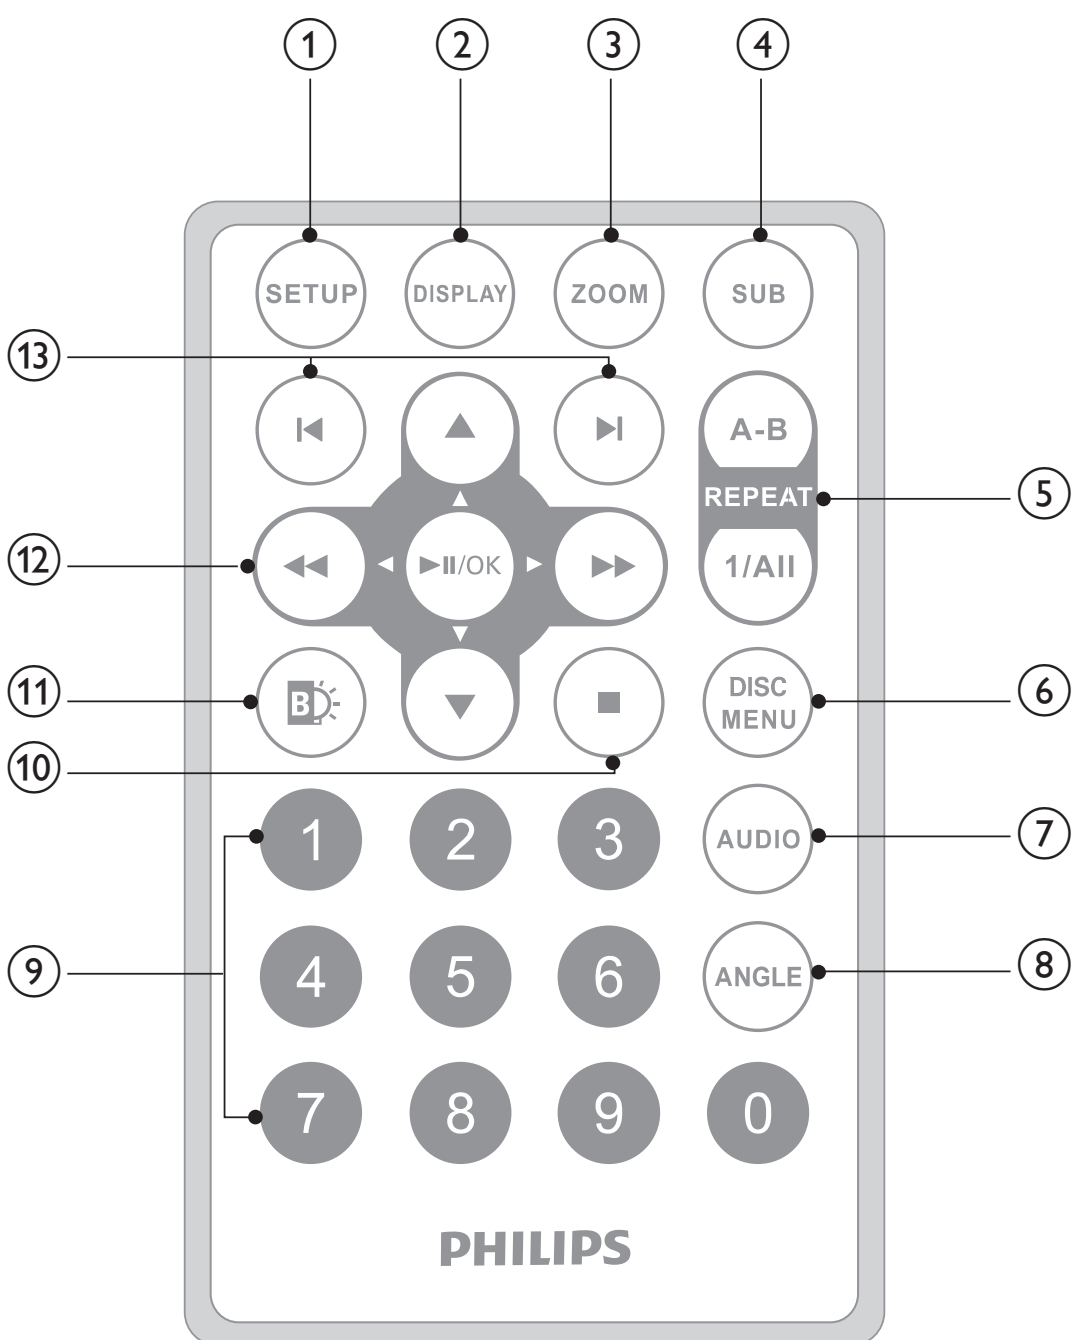 1 2 3 4
SETUP DISPLAY ZOOM SUB
13
A-B
REPEAT 5
12 /OK 1/All
11 B DISC MENU 6
10
1 2 3 AUDIO 7
9 4 5 6 ANGLE 8
7 8 9 0
PHILIPS